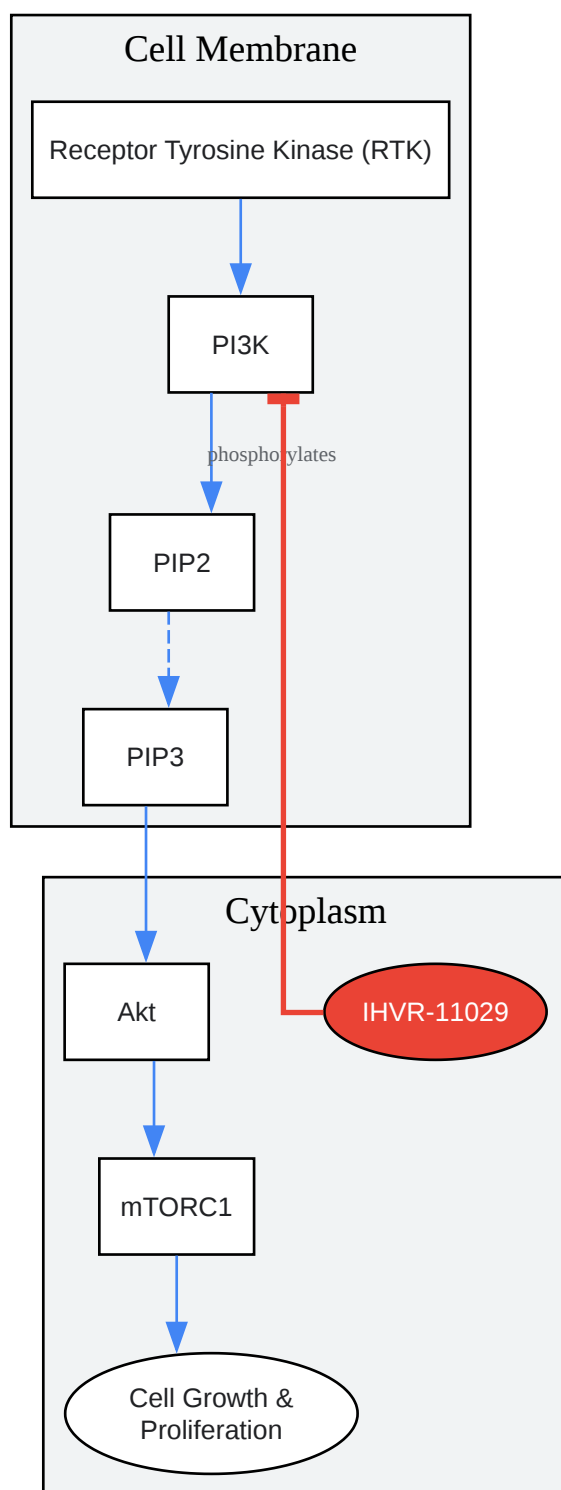 Cell Membrane
Receptor Tyrosine Kinase (RTK)
PI3K
phosphorylates
PIP2
PIP3
Cytoplasm
Akt
IHVR-11029
mTORC1
Cell Growth &
Proliferation